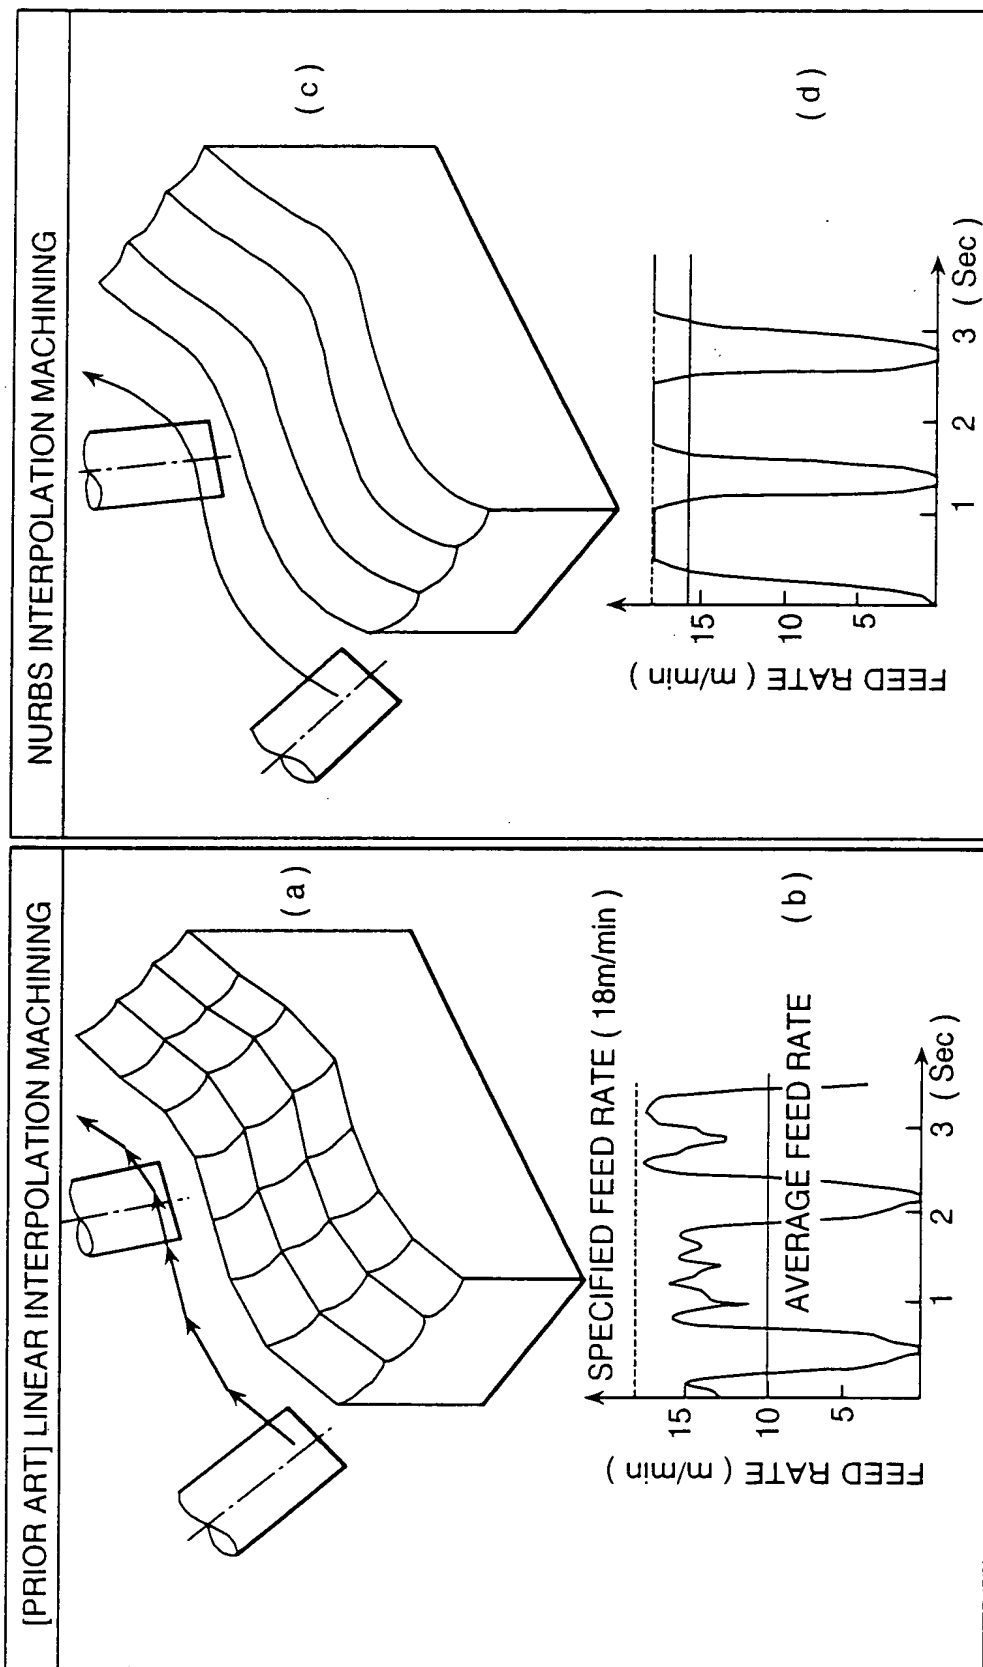 [PRIOR ART] LINEAR INTERPOLATION MACHINING
( a )
SPECIFIED FEED RATE ( 18m/min)
FEED RATE ( m/min )
15
10
5
AVERAGE FEED RATE
1
2
3
( Sec )
( b )
NURBS INTERPOLATION MACHINING
( c )
FEED RATE ( m/min )
15
10
5
1
2
3
( Sec )
( d )